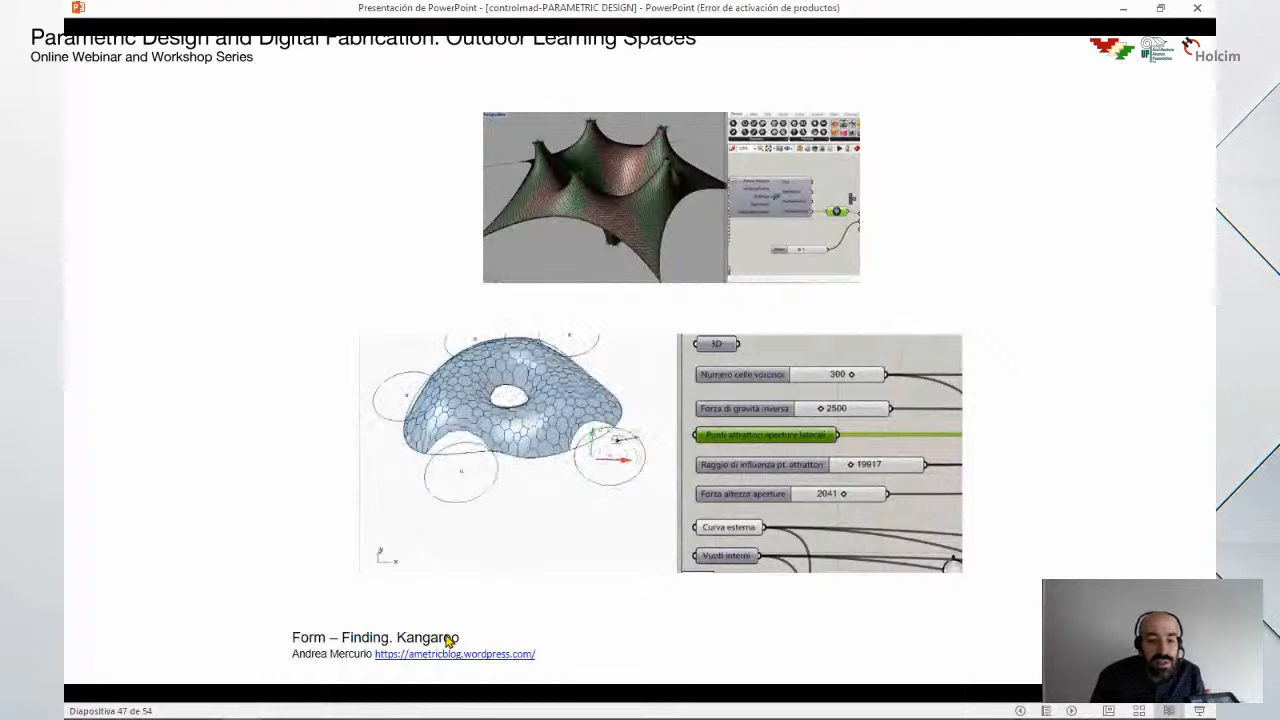 Presentación de PowerPoint - [controlmad-PARAMETRIC DESIGN] - PowerPoint (Error de activación de productos)
Parametric Design and Digital Fabrication. Outdoor Learning Spaces
Online Webinar and Workshop Series
UP
Holcim
3D
Numero celle voronoi 300
Forza di gravità inversa 2500
Punti attrattori aperture laterali
Raggio di influenza pt. attrattori 19917
Forza altezza aperture 2041
Curva esterna
Vuoti interni
y
x
Form – Finding. Kangaroo
Andrea Mercurio https://ametricblog.wordpress.com/
Diapositiva 47 de 54